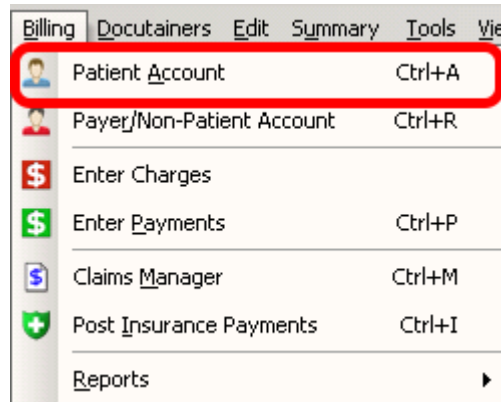 Billing Docutainers Edit Summary Tools
Patient Account Ctrl+A
Payer/Non-Patient Account Ctrl+R
$ Enter Charges
$ Enter Payments Ctrl+P
$ Claims Manager Ctrl+M
Post Insurance Payments Ctrl+I
Reports